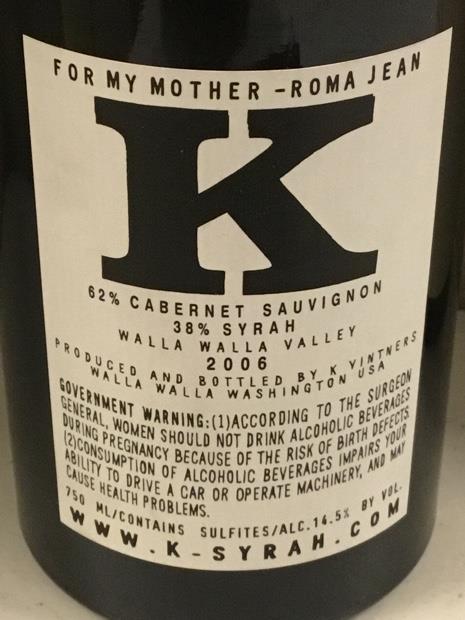 FOR MY MOTHER -ROMA JEAN
K
62% CABERNET SAUVIGNON
38% SYRAH
WALLA WALLA VALLEY
2006
PRODUCED AND BOTTLED BY K VINTNERS
WALLA WALLA WASHINGTON USA
GOVERNMENT WARNING:(1)ACCORDING TO THE SURGEON
GENERAL, WOMEN SHOULD NOT DRINK ALCOHOLIC BEVERAGES
DURING PREGNANCY BECAUSE OF THE RISK OF BIRTH DEFECTS.
(2)CONSUMPTION OF ALCOHOLIC BEVERAGES IMPAIRS YOUR
ABILITY TO DRIVE A CAR OR OPERATE MACHINERY, AND MAY
CAUSE HEALTH PROBLEMS.
750 ML/CONTAINS SULFITES/ALC.14.5% BY VOL.
WWW.K-SYRAH.COM